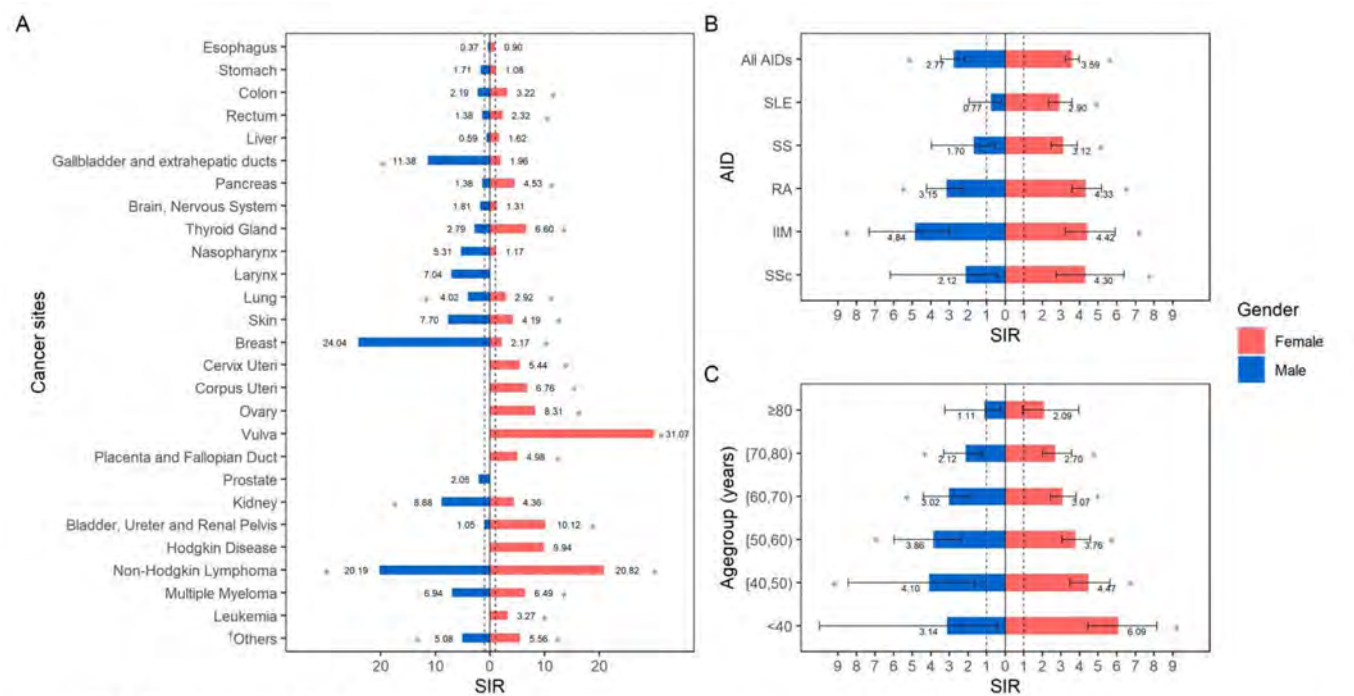 A
Cancer sites
Esophagus 0.37 0.90
Stomach 1.71 1.08
Colon 2.19 3.22 *
Rectum 1.38 2.32 *
Liver 0.59 1.62
Gallbladder and extrahepatic ducts * 11.38 1.96
Pancreas 1.38 4.53 *
Brain, Nervous System 1.81 1.31
Thyroid Gland 2.79 6.60 *
Nasopharynx 5.31 1.17
Larynx 7.04
Lung * 4.02 2.92 *
Skin 7.70 4.19 *
Breast 24.04 2.17 *
Cervix Uteri 5.44 *
Corpus Uteri 6.76 *
Ovary 8.31 *
Vulva * 31.07
Placenta and Fallopian Duct 4.98 *
Prostate 2.05
Kidney * 8.88 4.36
Bladder, Ureter and Renal Pelvis 1.05 10.12 *
Hodgkin Disease 9.94
Non-Hodgkin Lymphoma * 20.19 20.82 *
Multiple Myeloma 6.94 6.49 *
Leukemia 3.27 *
†Others * 5.08 5.56 *
20 10 0 10 20
SIR
B
AID
All AIDs * 2.77 3.59 *
SLE 0.77 2.90 *
SS 1.70 3.12 *
RA * 3.15 4.33 *
IIM * 4.84 4.42 *
SSc 2.12 4.30 *
9 8 7 6 5 4 3 2 1 0 1 2 3 4 5 6 7 8 9
SIR
C
Agegroup (years)
≥80 1.11 2.09
[70,80) * 2.12 2.70 *
[60,70) * 3.02 3.07 *
[50,60) * 3.86 3.76 *
[40,50) * 4.10 4.47 *
<40 3.14 6.09 *
9 8 7 6 5 4 3 2 1 0 1 2 3 4 5 6 7 8 9
SIR
Gender
Female
Male